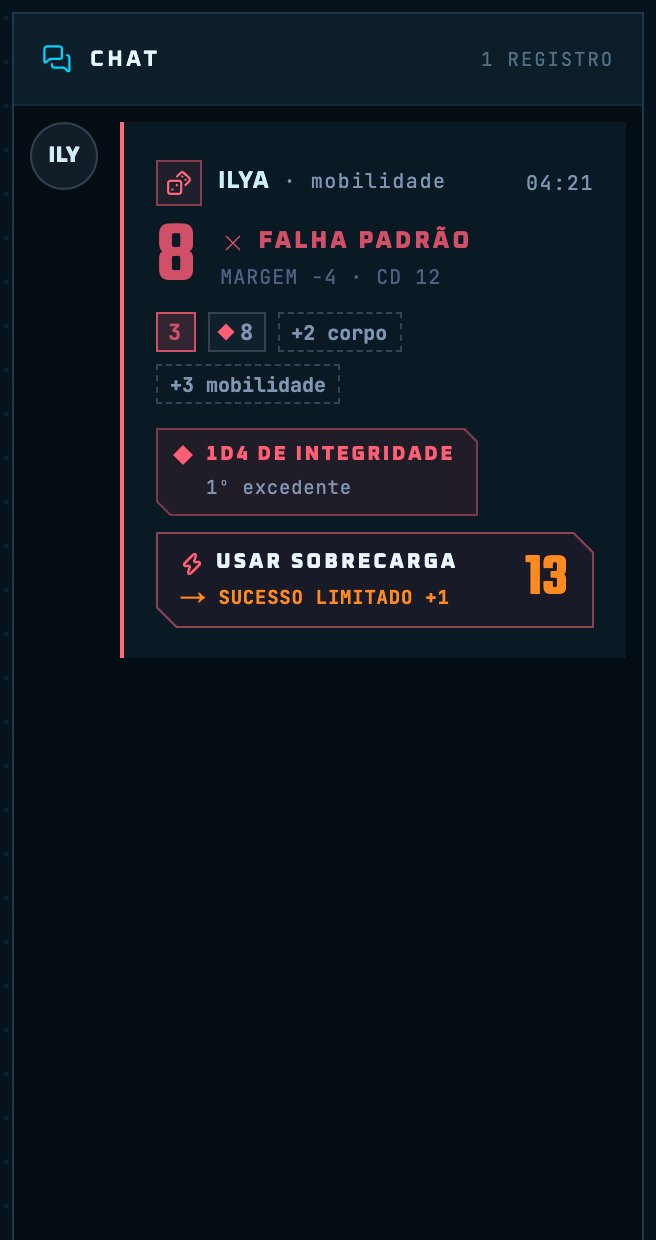 CHAT 1 REGISTRO
ILY
ILYA · mobilidade 04:21
8 × FALHA PADRÃO
MARGEM -4 · CD 12
3 8 +2 corpo
+3 mobilidade
1D4 DE INTEGRIDADE
1º excedente
USAR SOBRECARGA 13
→ SUCESSO LIMITADO +1